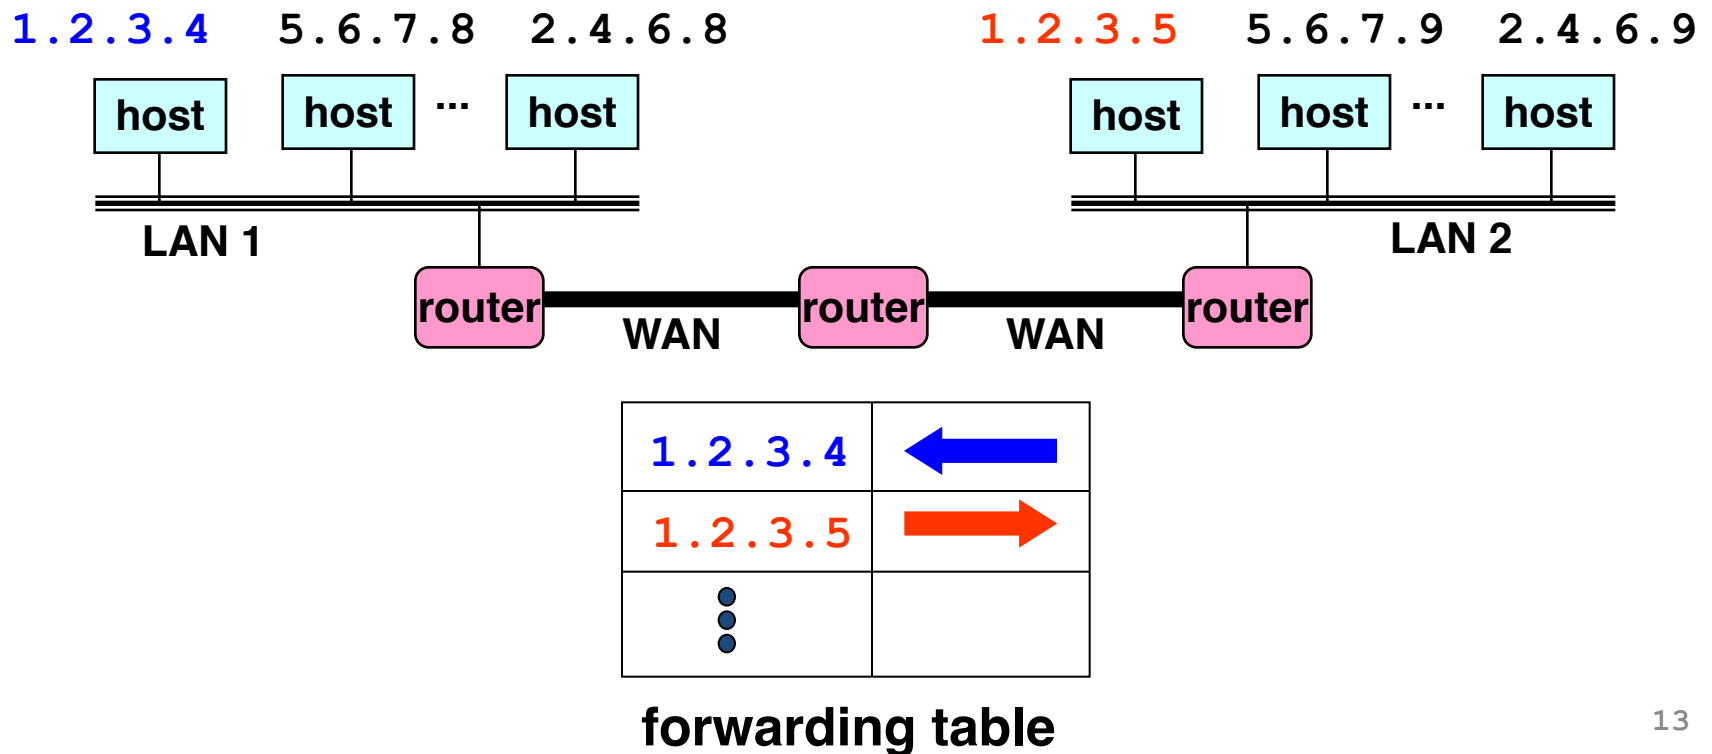 1.2.3.4 5.6.7.8 2.4.6.8 1.2.3.5 5.6.7.9 2.4.6.9
host host ... host host host ... host
LAN 1 LAN 2
router router router
WAN WAN
1.2.3.4
1.2.3.5
forwarding table
13